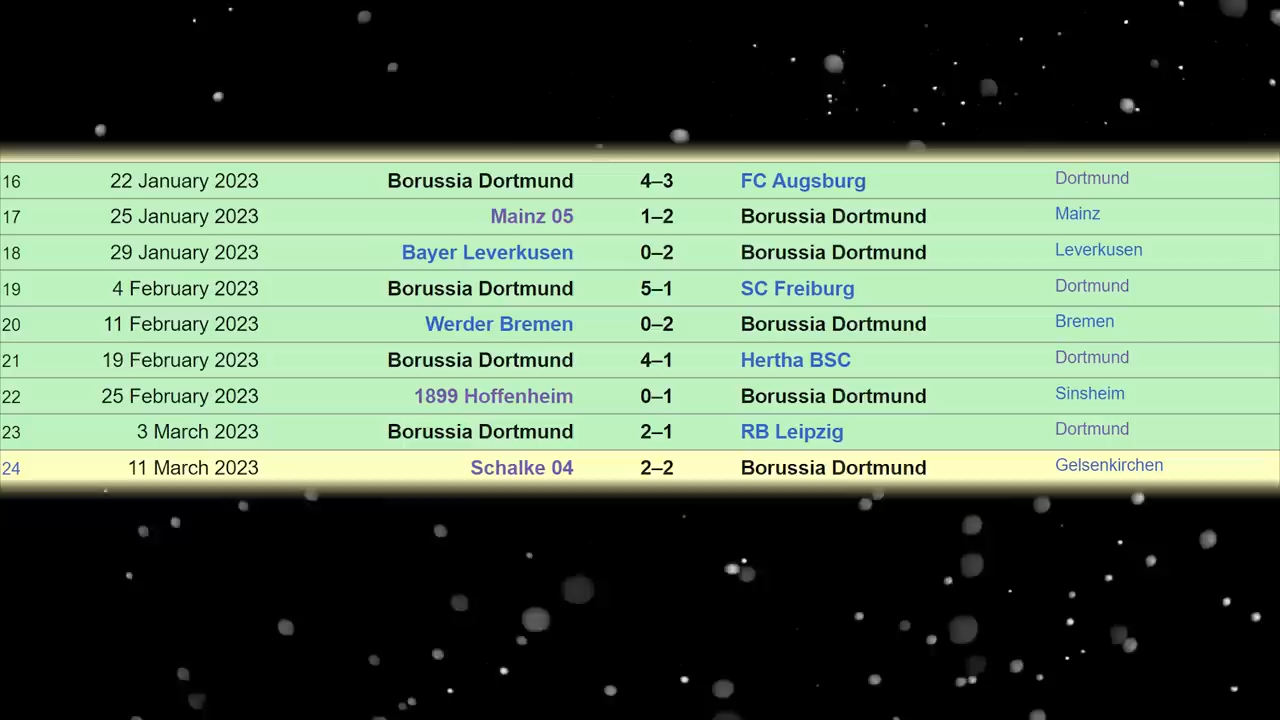 16 22 January 2023 Borussia Dortmund 4–3 FC Augsburg Dortmund
17 25 January 2023 Mainz 05 1–2 Borussia Dortmund Mainz
18 29 January 2023 Bayer Leverkusen 0–2 Borussia Dortmund Leverkusen
19 4 February 2023 Borussia Dortmund 5–1 SC Freiburg Dortmund
20 11 February 2023 Werder Bremen 0–2 Borussia Dortmund Bremen
21 19 February 2023 Borussia Dortmund 4–1 Hertha BSC Dortmund
22 25 February 2023 1899 Hoffenheim 0–1 Borussia Dortmund Sinsheim
23 3 March 2023 Borussia Dortmund 2–1 RB Leipzig Dortmund
24 11 March 2023 Schalke 04 2–2 Borussia Dortmund Gelsenkirchen